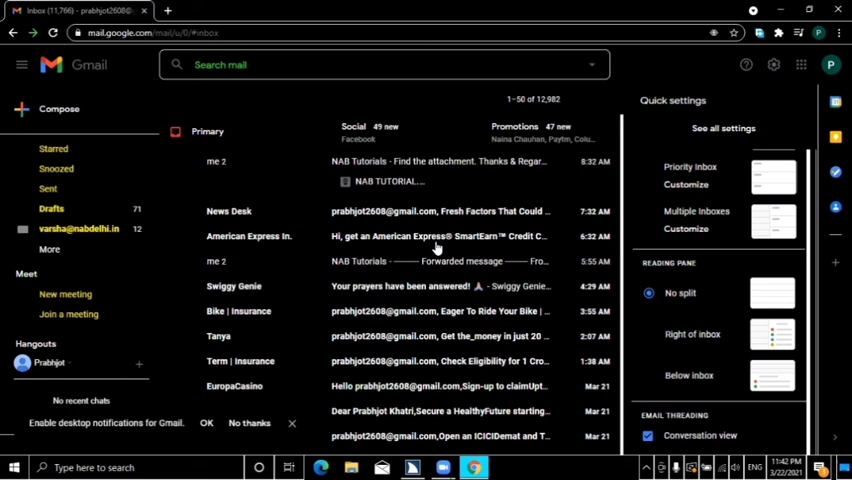 Inbox (11,766) - prabhjot2608@gmail.com
mail.google.com/mail/u/0/#inbox
Gmail
Search mail
P
Compose
Starred
Snoozed
Sent
Drafts 71
varsha@nabdelhi.in 12
More
Meet
New meeting
Join a meeting
Hangouts
Prabhjot
No recent chats
Enable desktop notifications for Gmail. OK No thanks
1–50 of 12,982
Primary
Social 49 new
Facebook
Promotions 47 new
Naina Chauhan, Paytm, Colu...
me 2 NAB Tutorials - Find the attachment. Thanks & Regar... 8:32 AM
NAB TUTORIAL....
News Desk prabhjot2608@gmail.com, Fresh Factors That Could ... 7:32 AM
American Express In. Hi, get an American Express® SmartEarn™ Credit C... 6:32 AM
me 2 NAB Tutorials - ---------- Forwarded message --------- Fro... 5:55 AM
Swiggy Genie Your prayers have been answered! 🙏 - Swiggy Genie... 4:29 AM
Bike | Insurance prabhjot2608@gmail.com, Eager To Ride Your Bike | ... 3:55 AM
Tanya prabhjot2608@gmail.com, Get the_money in just 20 ... 2:07 AM
Term | Insurance prabhjot2608@gmail.com, Check Eligibility for 1 Cro... 1:38 AM
EuropaCasino Hello prabhjot2608@gmail.com,Sign-up to claimUpt... Mar 21
Dear Prabhjot Khatri,Secure a HealthyFuture starting... Mar 21
prabhjot2608@gmail.com,Open an ICICIDemat and T... Mar 21
Quick settings
See all settings
Priority Inbox
Customize
Multiple Inboxes
Customize
READING PANE
No split
Right of inbox
Below inbox
EMAIL THREADING
Conversation view
Type here to search
ENG
11:42 PM
3/22/2021